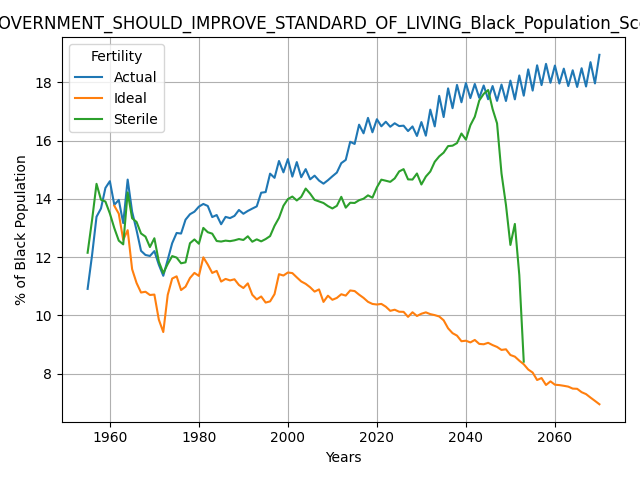 OVERNMENT_SHOULD_IMPROVE_STANDARD_OF_LIVING_Black_Population_Sc
Fertility
Actual
Ideal
Sterile
18
16
14
12
10
8
% of Black Population
1960
1980
2000
2020
2040
2060
Years